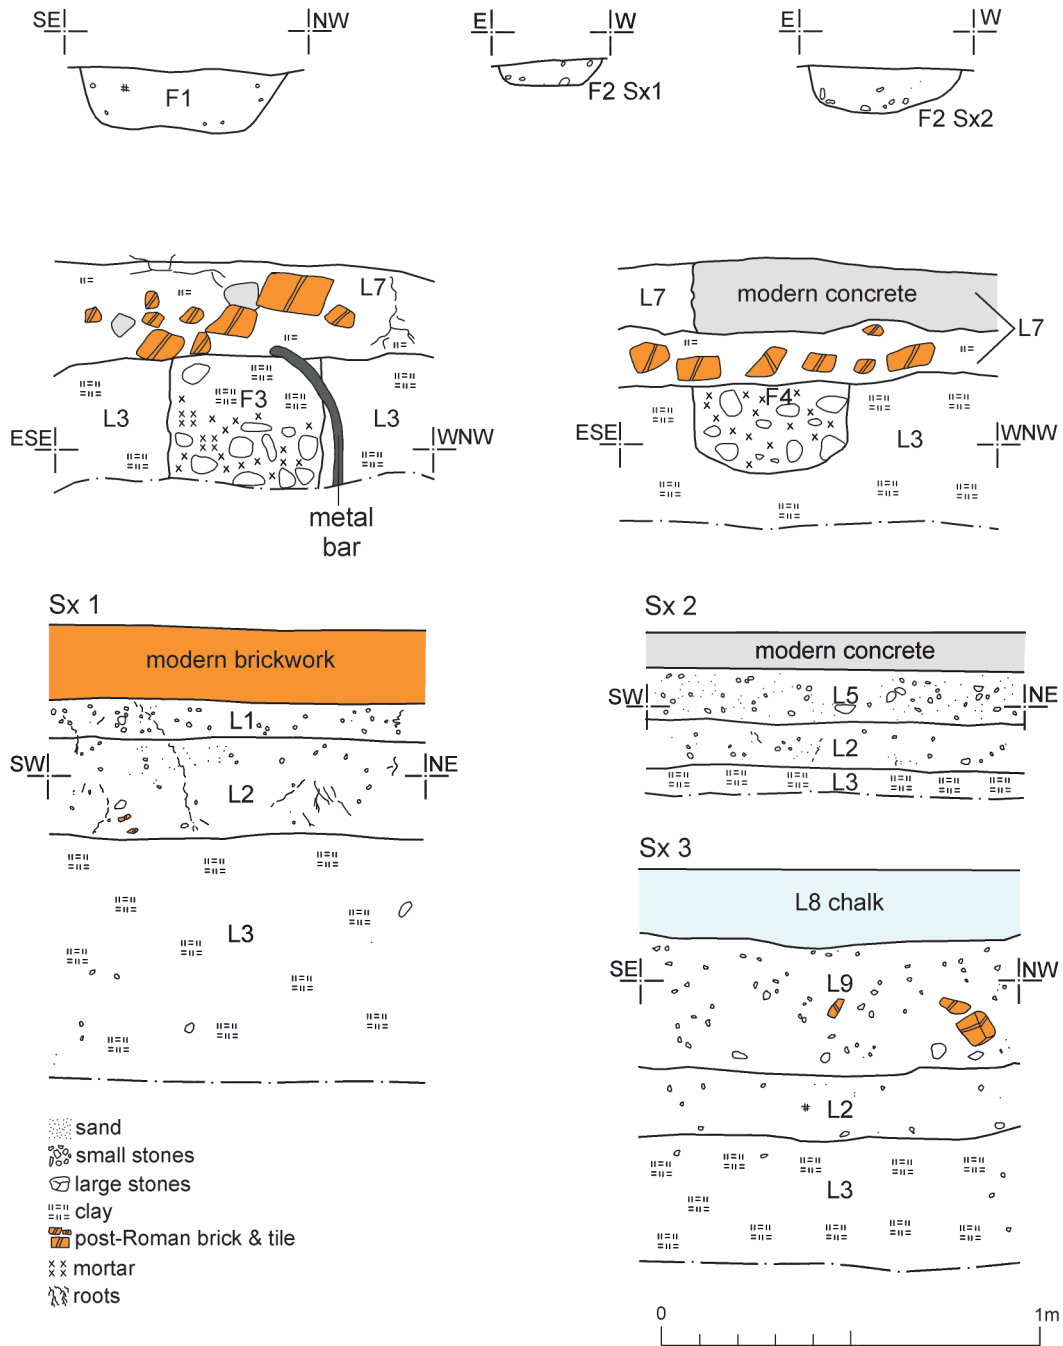 SE NW
F1
E W
F2 Sx1
E W
F2 Sx2
L7
F3
L3 L3
ESE WNW
metal
bar
L7 modern concrete
L7
F4
L3
ESE WNW
Sx 1
modern brickwork
L1
SW NE
L2
L3
Sx 2
modern concrete
L5
SW NE
L2
L3
Sx 3
L8 chalk
SE NW
L9
L2
L3
sand
small stones
large stones
clay
post-Roman brick & tile
mortar
roots
0 1m